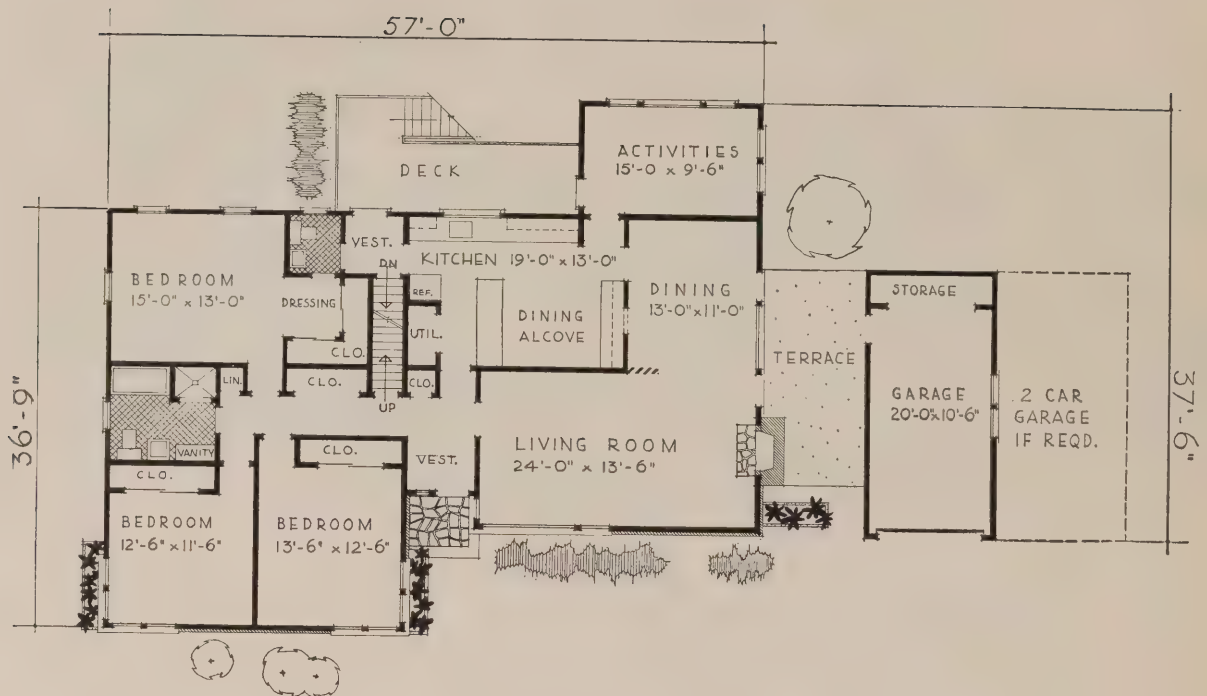 57'-0"
ACTIVITIES
15'-0 x 9'-6"
DECK
VEST.
KITCHEN 19'-0" x 13'-0"
DN
BEDROOM
15'-0" x 13'-0"
DRESSING
REF.
UTIL.
DINING
ALCOVE
DINING
13'-0" x 11'-0"
STORAGE
TERRACE
CLO.
CLO.
CLO.
LIN.
UP
GARAGE
20'-0" x 10'-6"
2 CAR
GARAGE
IF REQD.
36'-9"
37'-6"
LIVING ROOM
24'-0" x 13'-6"
VANITY
CLO.
CLO.
VEST.
BEDROOM
12'-6" x 11'-6"
BEDROOM
13'-6" x 12'-6"